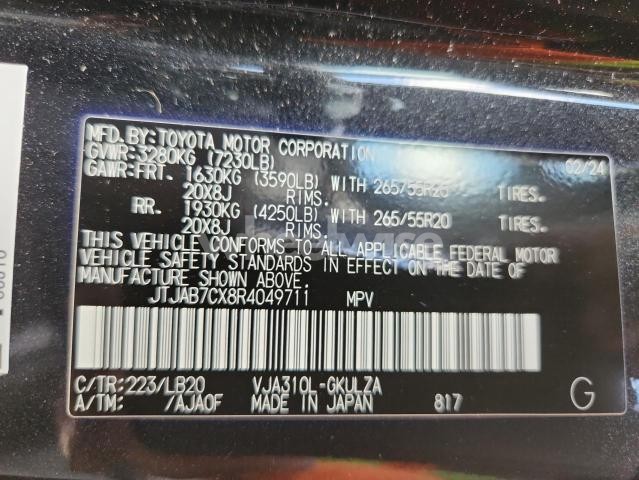 MFD.BY:TOYOTA MOTOR CORPORATION 02/24
GVWR:3280KG (7230LB)
GAWR:FRT. 1630KG (3590LB) WITH 265/55R20 TIRES.
20X8J RIMS.
RR. 1930KG (4250LB) WITH 265/55R20 TIRES.
20X8J RIMS.
THIS VEHICLE CONFORMS TO ALL APPLICABLE FEDERAL MOTOR
VEHICLE SAFETY STANDARDS IN EFFECT ON THE DATE OF
MANUFACTURE SHOWN ABOVE.
JTJAB7CX8R4049711 MPV
C/TR:223/LB20 VJA310L-GKULZA
A/TM: /AJA0F MADE IN JAPAN 817 G